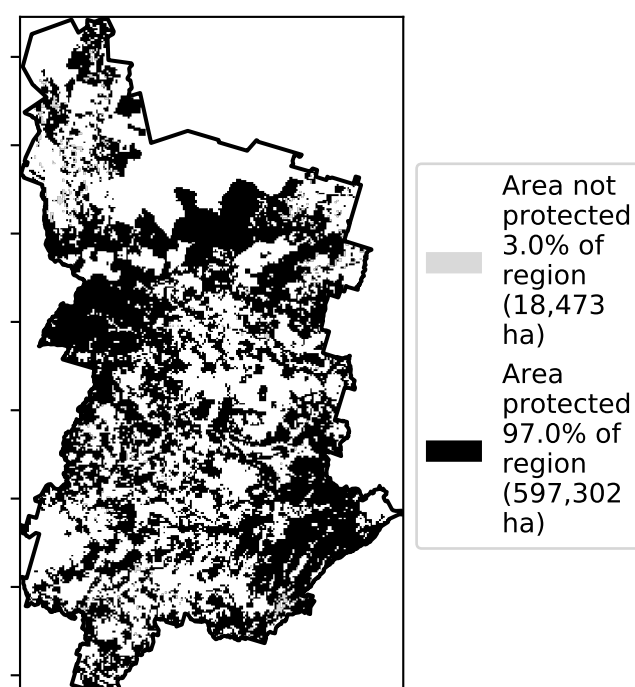 Area not
protected
3.0% of
region
(18,473
ha)
Area
protected
97.0% of
region
(597,302
ha)